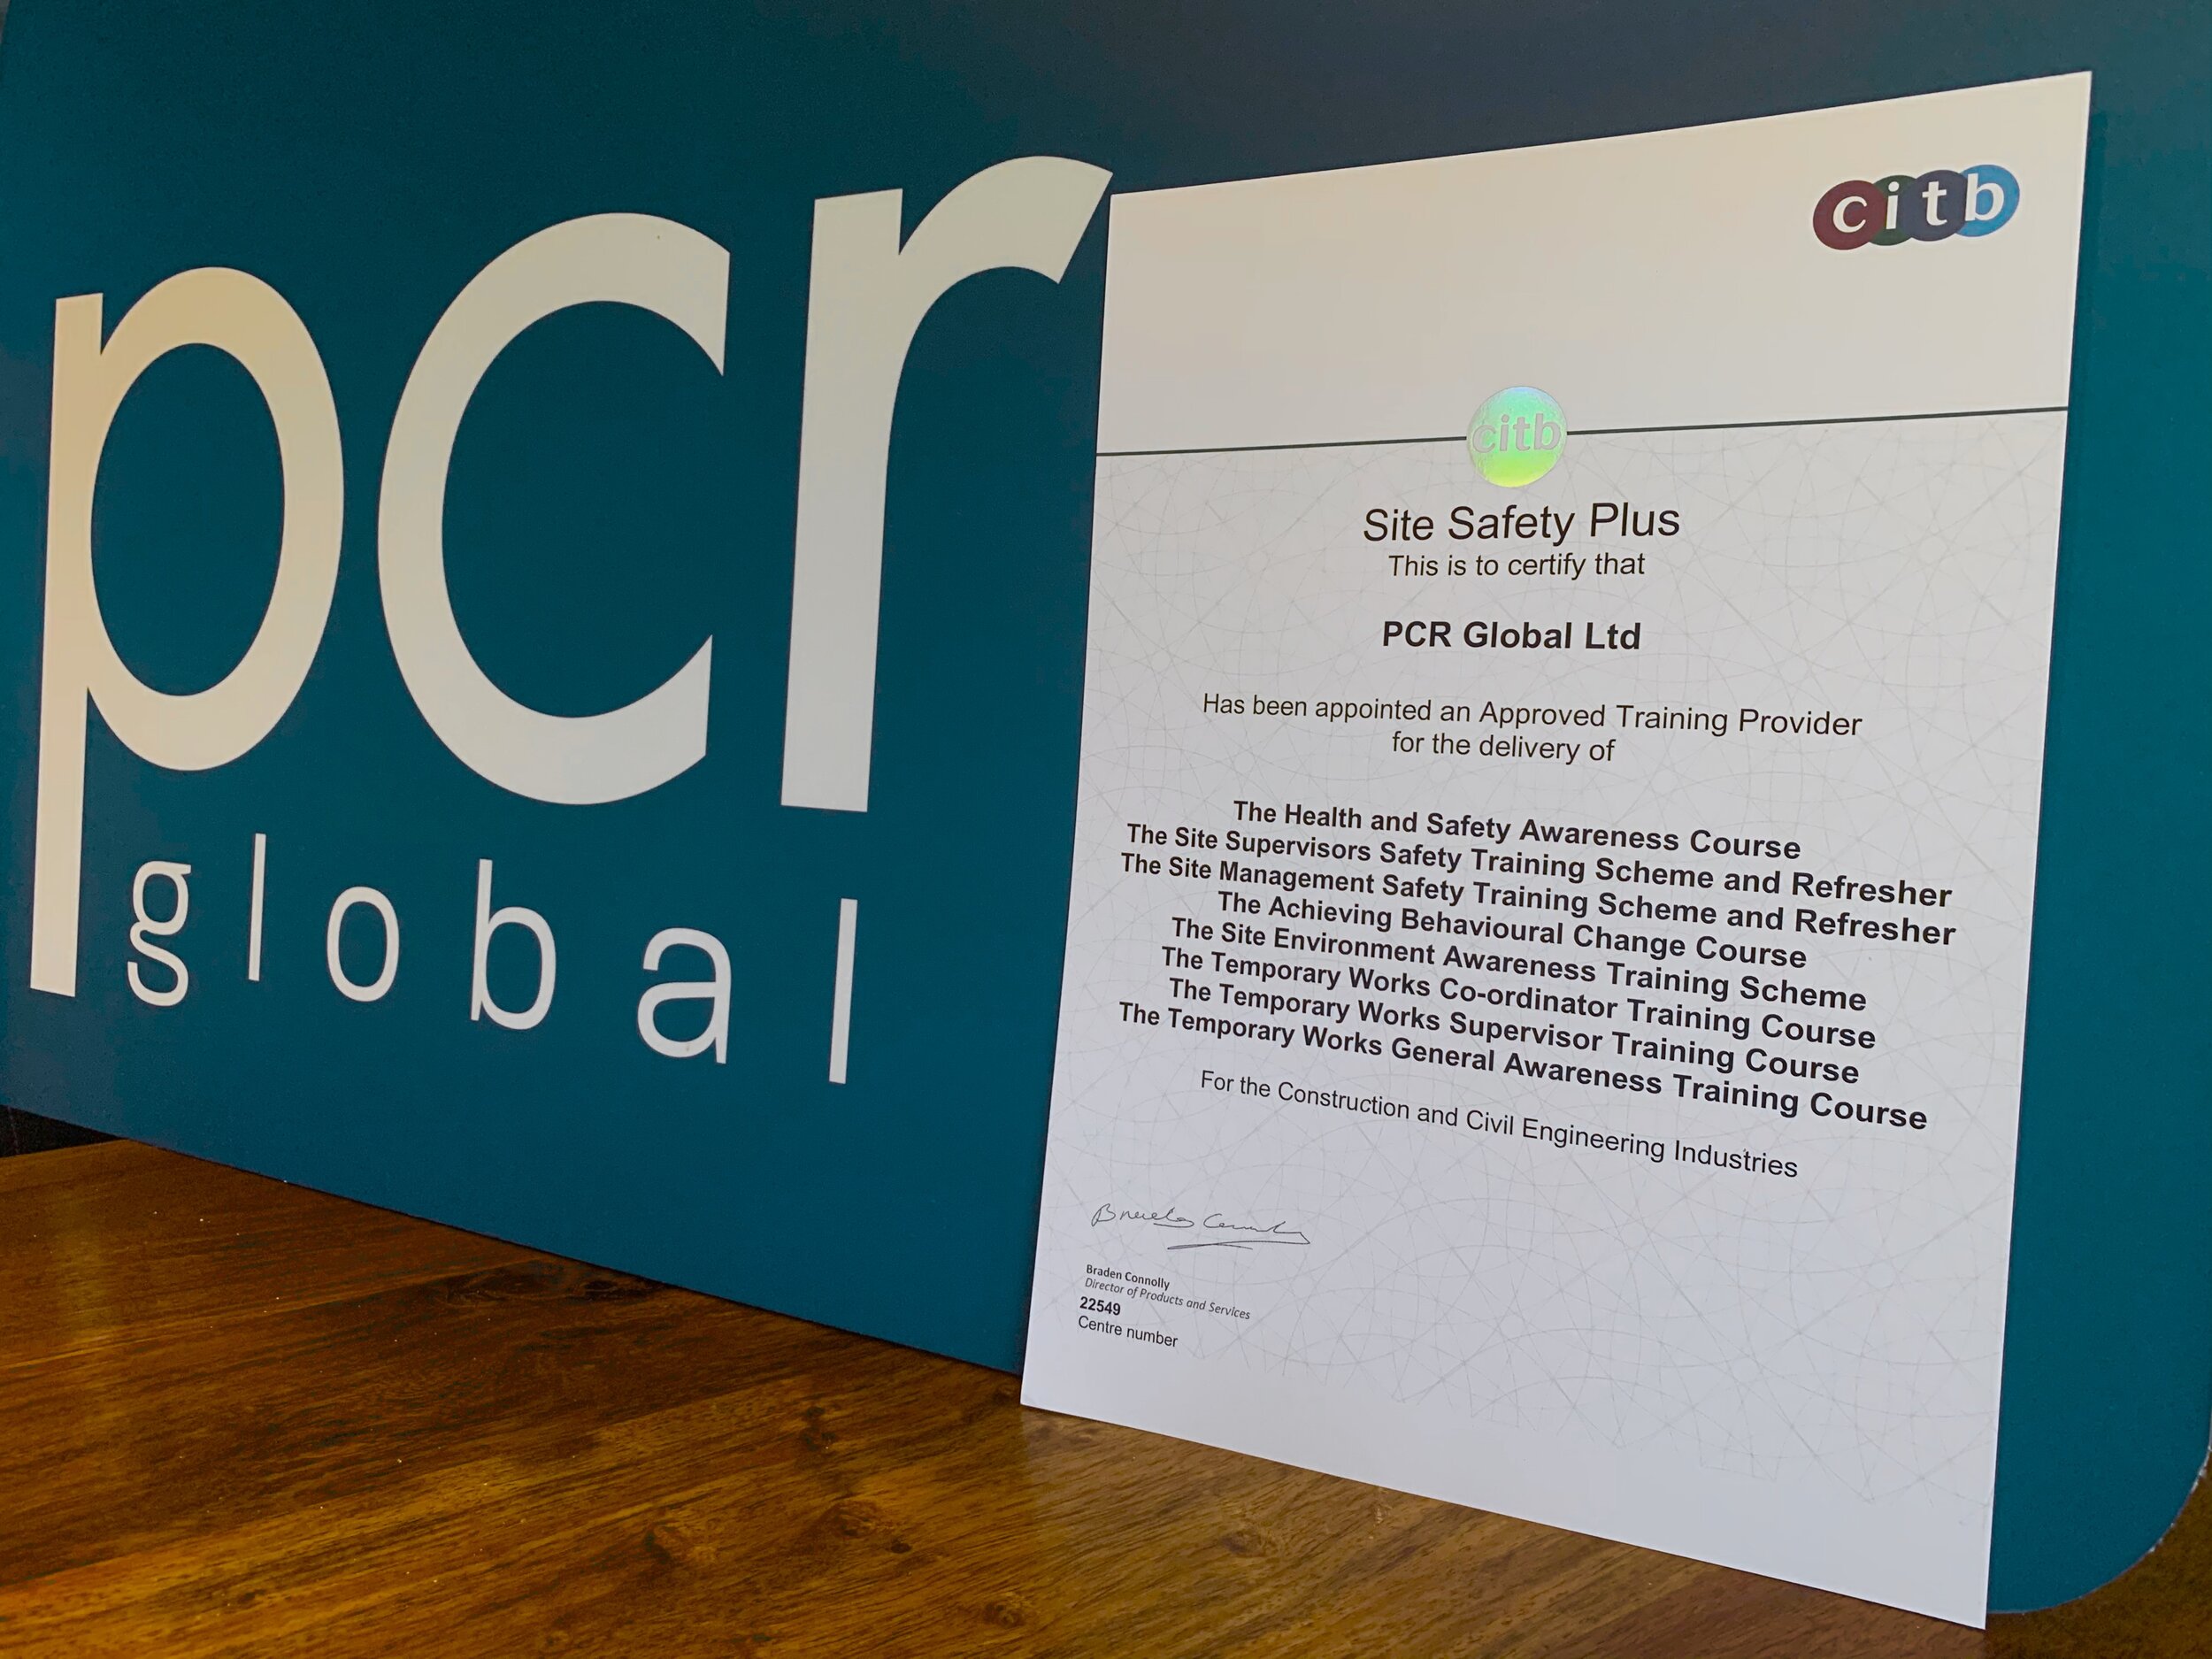 pcr
global
citb
citb
Site Safety Plus
This is to certify that
PCR Global Ltd
Has been appointed an Approved Training Provider
for the delivery of
The Health and Safety Awareness Course
The Site Supervisors Safety Training Scheme and Refresher
The Site Management Safety Training Scheme and Refresher
The Achieving Behavioural Change Course
The Site Environment Awareness Training Scheme
The Temporary Works Co-ordinator Training Course
The Temporary Works Supervisor Training Course
The Temporary Works General Awareness Training Course
For the Construction and Civil Engineering Industries
Braden Connolly
Director of Products and Services
22549
Centre number